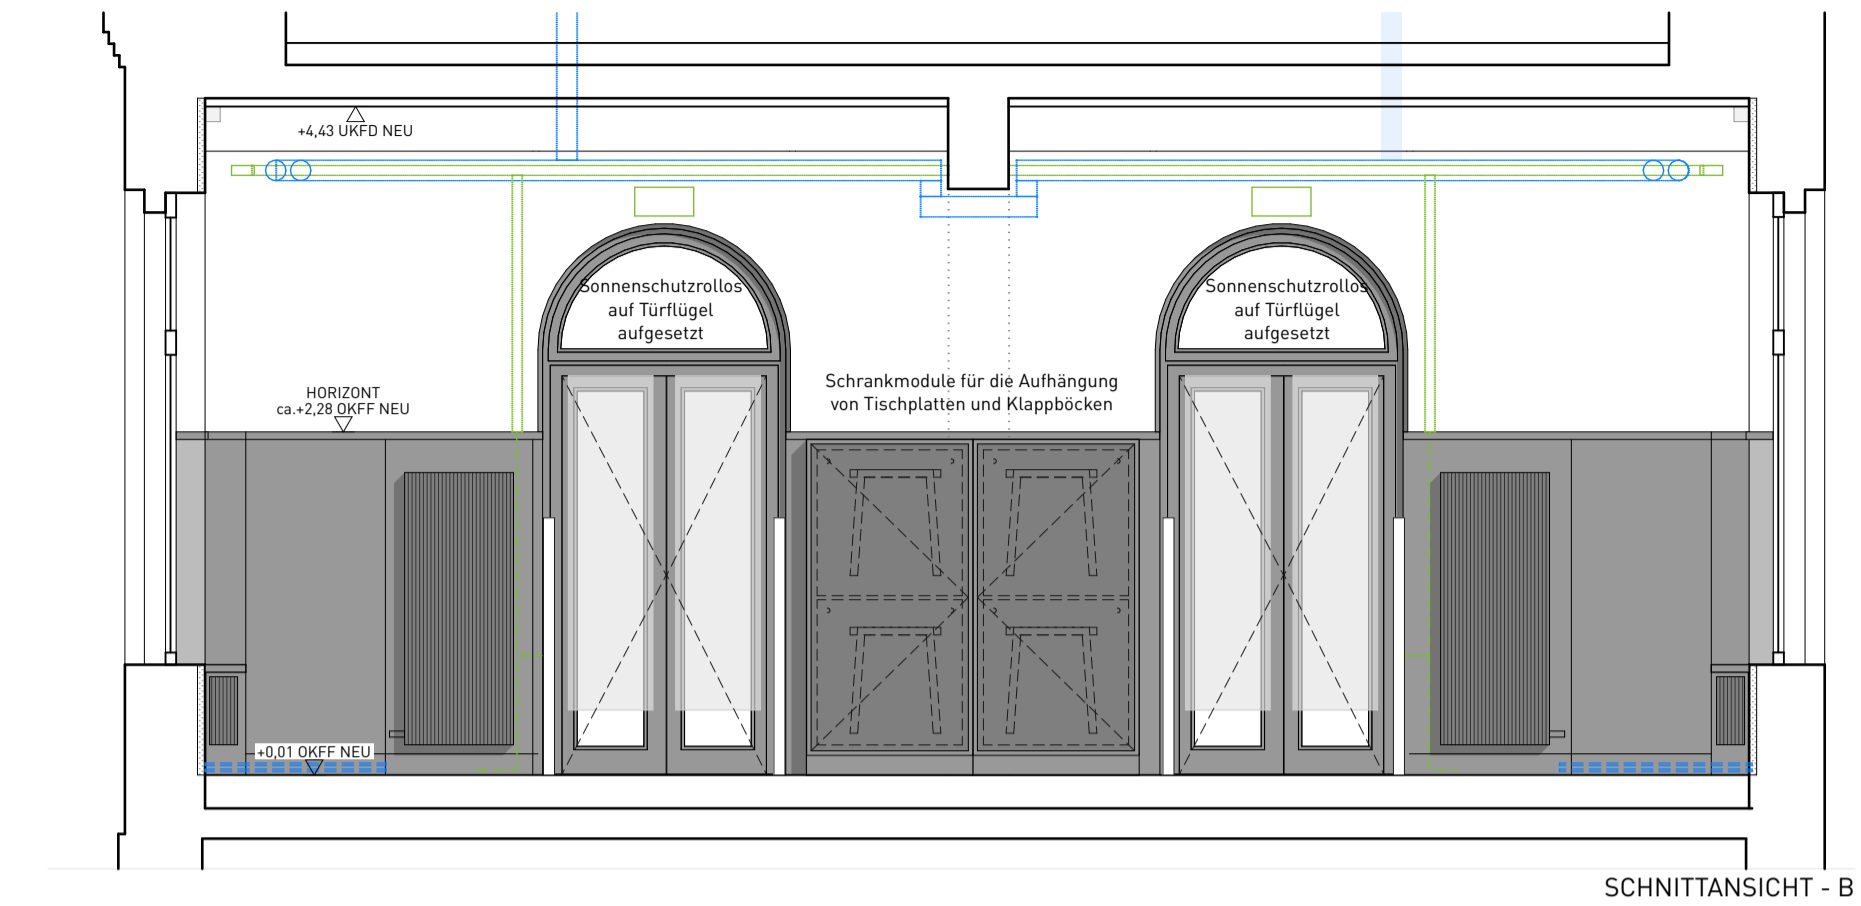 +4,43 UKFD NEU
Sonnenschutzrollos
auf Türflügel
aufgesetzt
Sonnenschutzrollos
auf Türflügel
aufgesetzt
HORIZONT
ca.+2,28 OKFF NEU
Schrankmodule für die Aufhängung
von Tischplatten und Klappböcken
+0,01 OKFF NEU
SCHNITTANSICHT - B